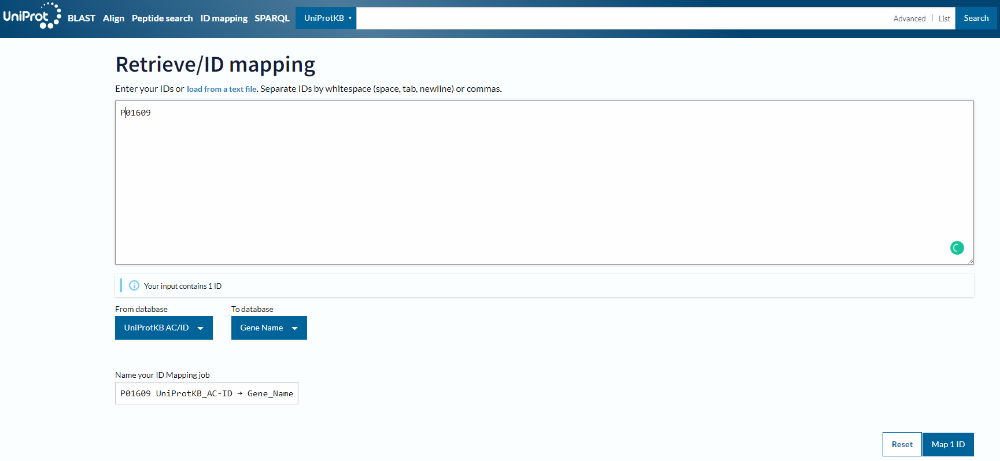 UniProt BLAST Align Peptide search ID mapping SPARQL UniProtKB Advanced | List Search
Retrieve/ID mapping
Enter your IDs or load from a text file. Separate IDs by whitespace (space, tab, newline) or commas.
P01609
Your input contains 1 ID
From database To database
UniProtKB AC/ID Gene Name
Name your ID Mapping job
P01609 UniProtKB_AC-ID → Gene_Name
Reset Map 1 ID